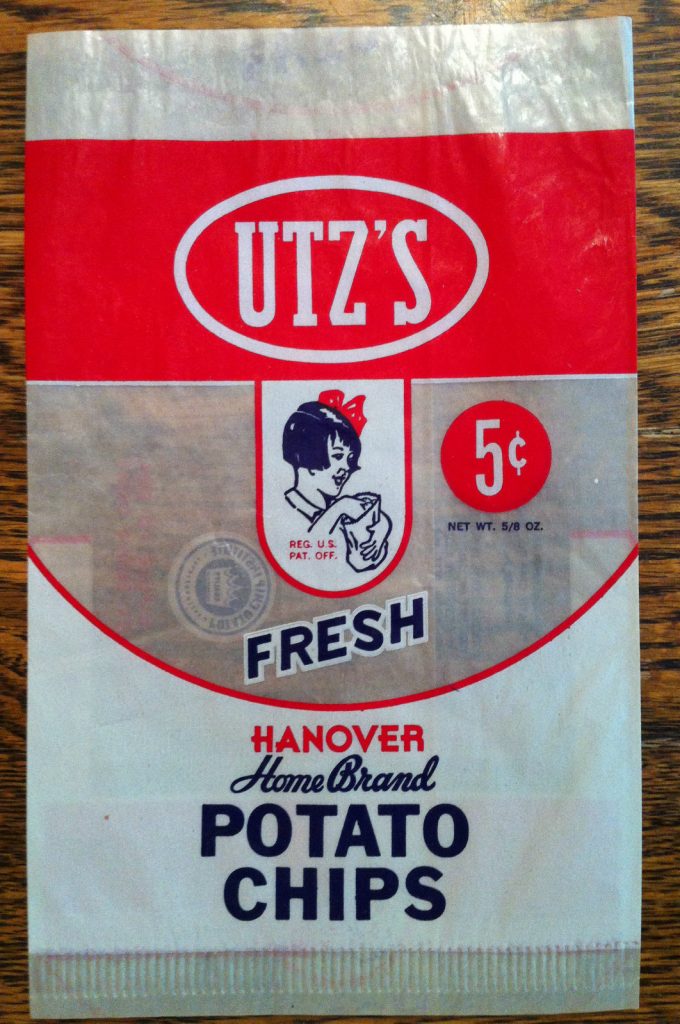 UTZ'S
5¢
NET WT. 5/8 OZ.
REG. U.S.
PAT. OFF.
FRESH
HANOVER
Home Brand
POTATO
CHIPS